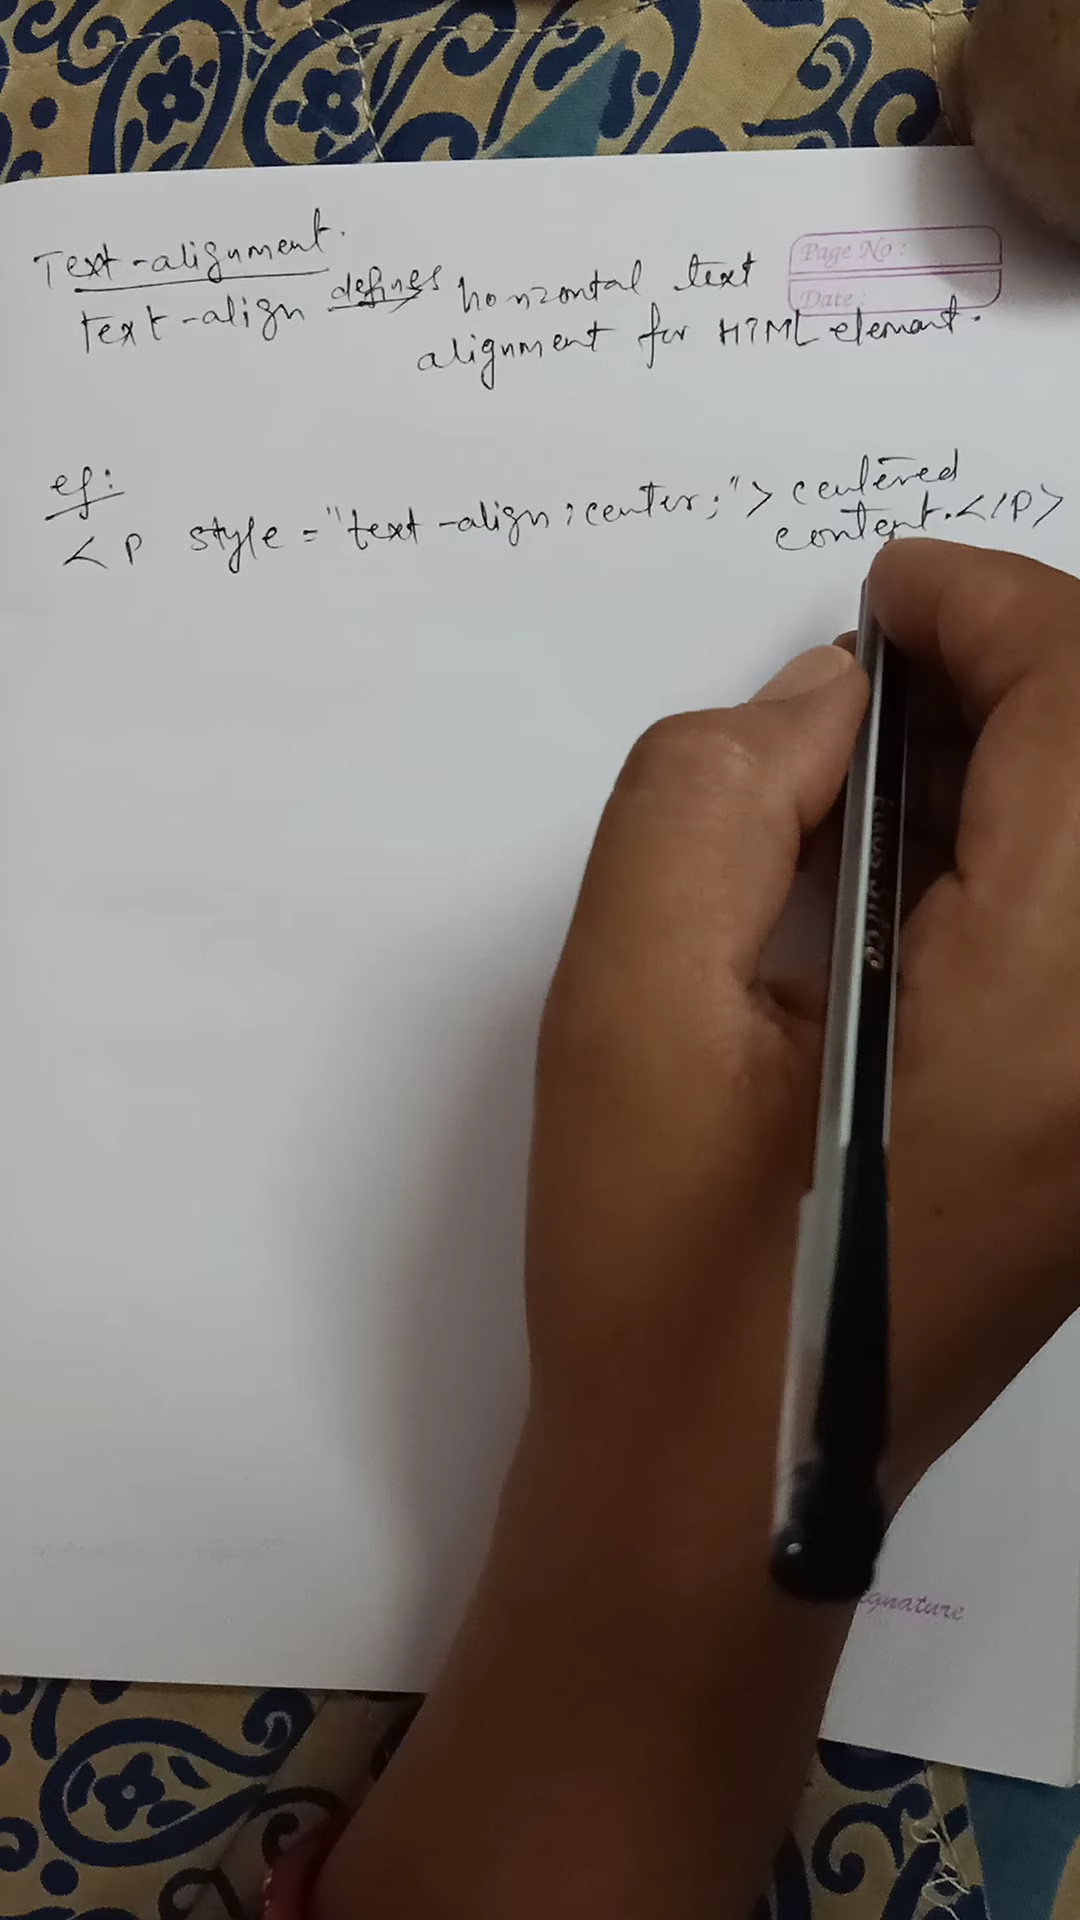 Text-alignment.
Page No :
text-align defines horizontal text
Date :
alignment for HTML element.
eg:
<p style="text-align:center;"> centered
content.</p>